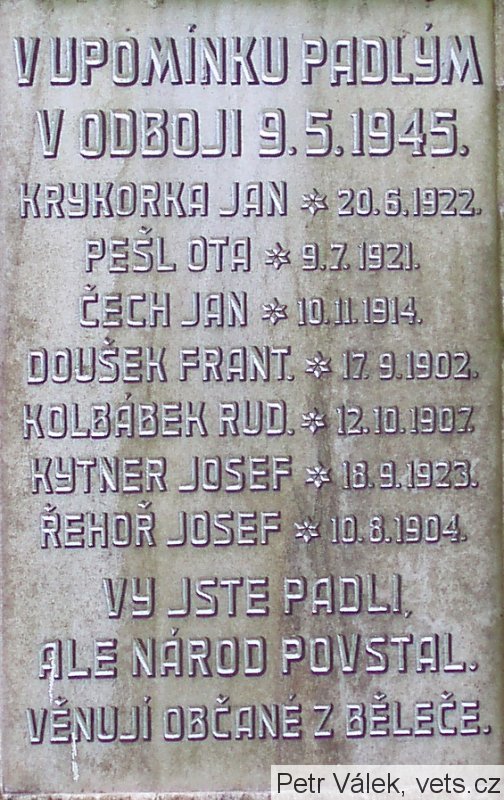 V UPOMÍNKU PADLÝM
V ODBOJI 9.5.1945.
KRYKORKA JAN ✲ 20.6.1922.
PEŠL OTA ✲ 9.7.1921.
ČECH JAN ✲ 10.11.1914.
DOUŠEK FRANT. ✲ 17.9.1902.
KOLBÁBEK RUD. ✲ 12.10.1907.
KYTNER JOSEF ✲ 18.9.1923.
ŘEHOŘ JOSEF ✲ 10.8.1904.
VY JSTE PADLI,
ALE NÁROD POVSTAL.
VĚNUJÍ OBČANÉ Z BĚLEČE.
Petr Válek, vets.cz